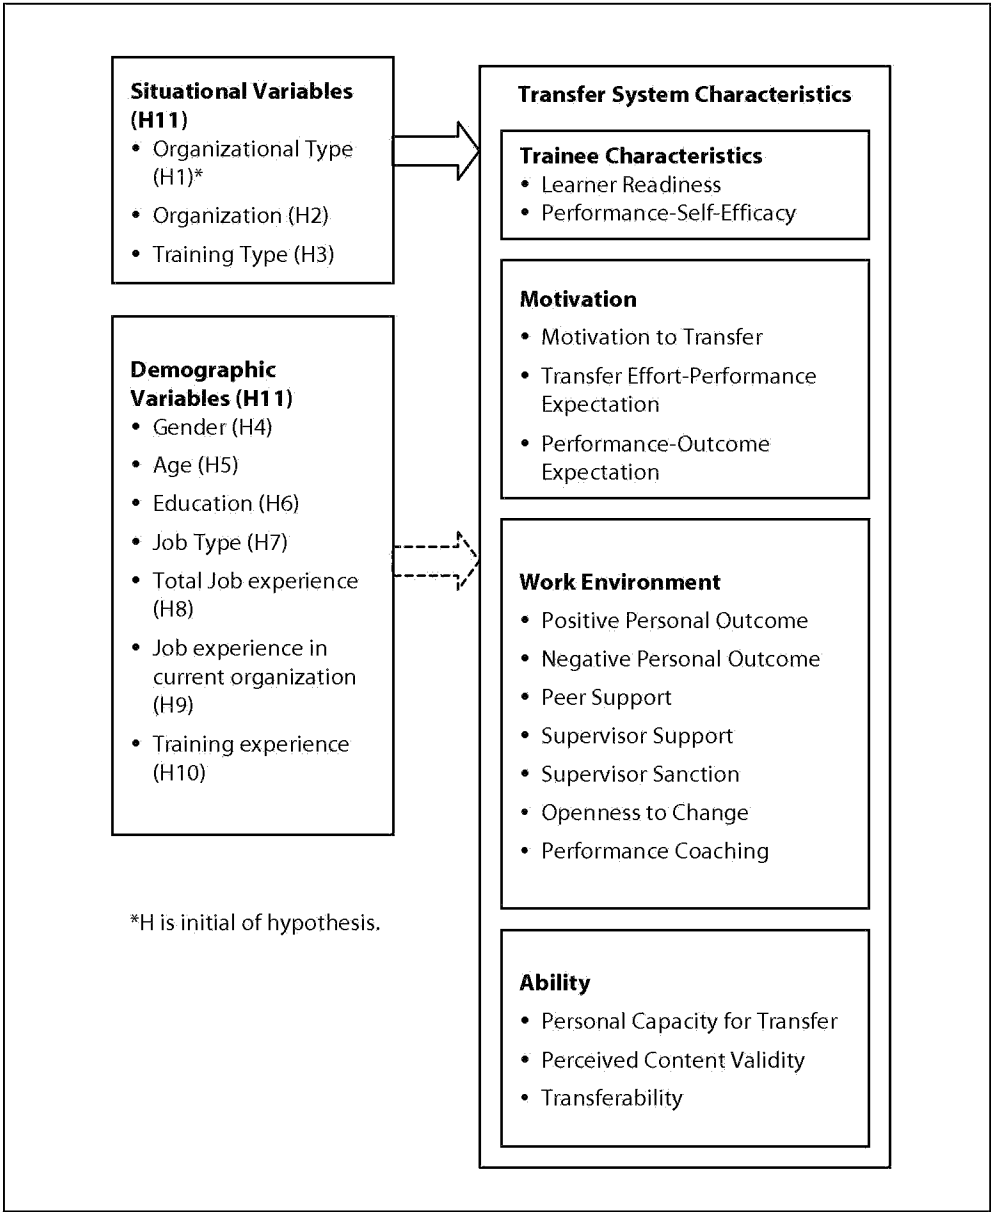 Situational Variables
(H11)
• Organizational Type
(H1)*
• Organization (H2)
• Training Type (H3)
Demographic
Variables (H11)
• Gender (H4)
• Age (H5)
• Education (H6)
• Job Type (H7)
• Total Job experience
(H8)
• Job experience in
current organization
(H9)
• Training experience
(H10)
*H is initial of hypothesis.
Transfer System Characteristics
Trainee Characteristics
• Learner Readiness
• Performance-Self-Efficacy
Motivation
• Motivation to Transfer
• Transfer Effort-Performance
Expectation
• Performance-Outcome
Expectation
Work Environment
• Positive Personal Outcome
• Negative Personal Outcome
• Peer Support
• Supervisor Support
• Supervisor Sanction
• Openness to Change
• Performance Coaching
Ability
• Personal Capacity for Transfer
• Perceived Content Validity
• Transferability